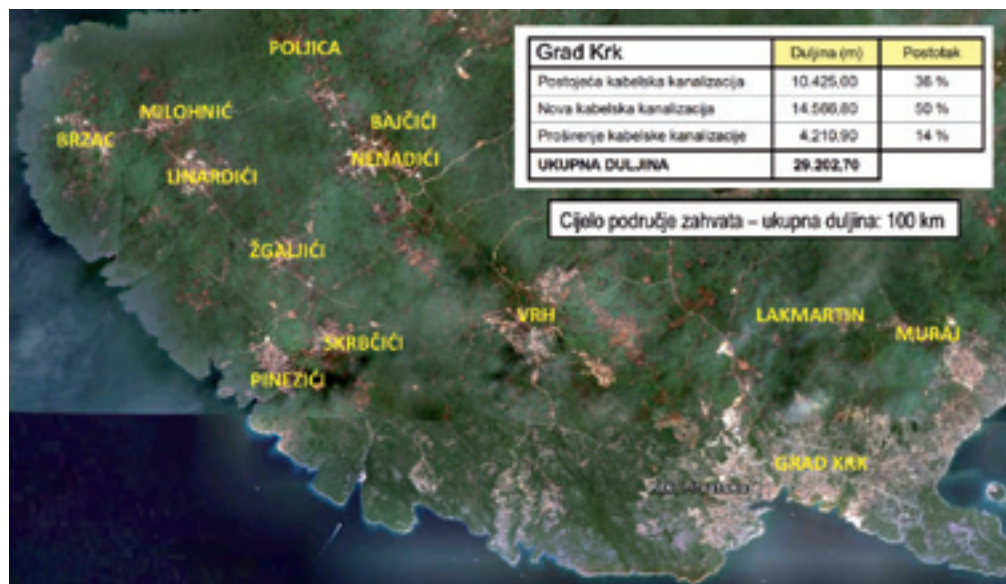 Grad Krk Duljina (m) Postotak
Postojeća kabelska kanalizacija 10.425,00 36 %
Nova kabelska kanalizacija 14.566,80 50 %
Proširenje kabelske kanalizacije 4.210,90 14 %
UKUPNA DULJINA 29.202,70
Cijelo područje zahvata – ukupna duljina: 100 km
POLJICA
MILOHNIĆ
BAJČIĆI
BRZAC
NENADIĆI
LINARDIĆI
ŽGALJIĆI
VRH
LAKMARTIN
MURAJ
SKRBČIĆI
PINEZIĆI
GRAD KRK